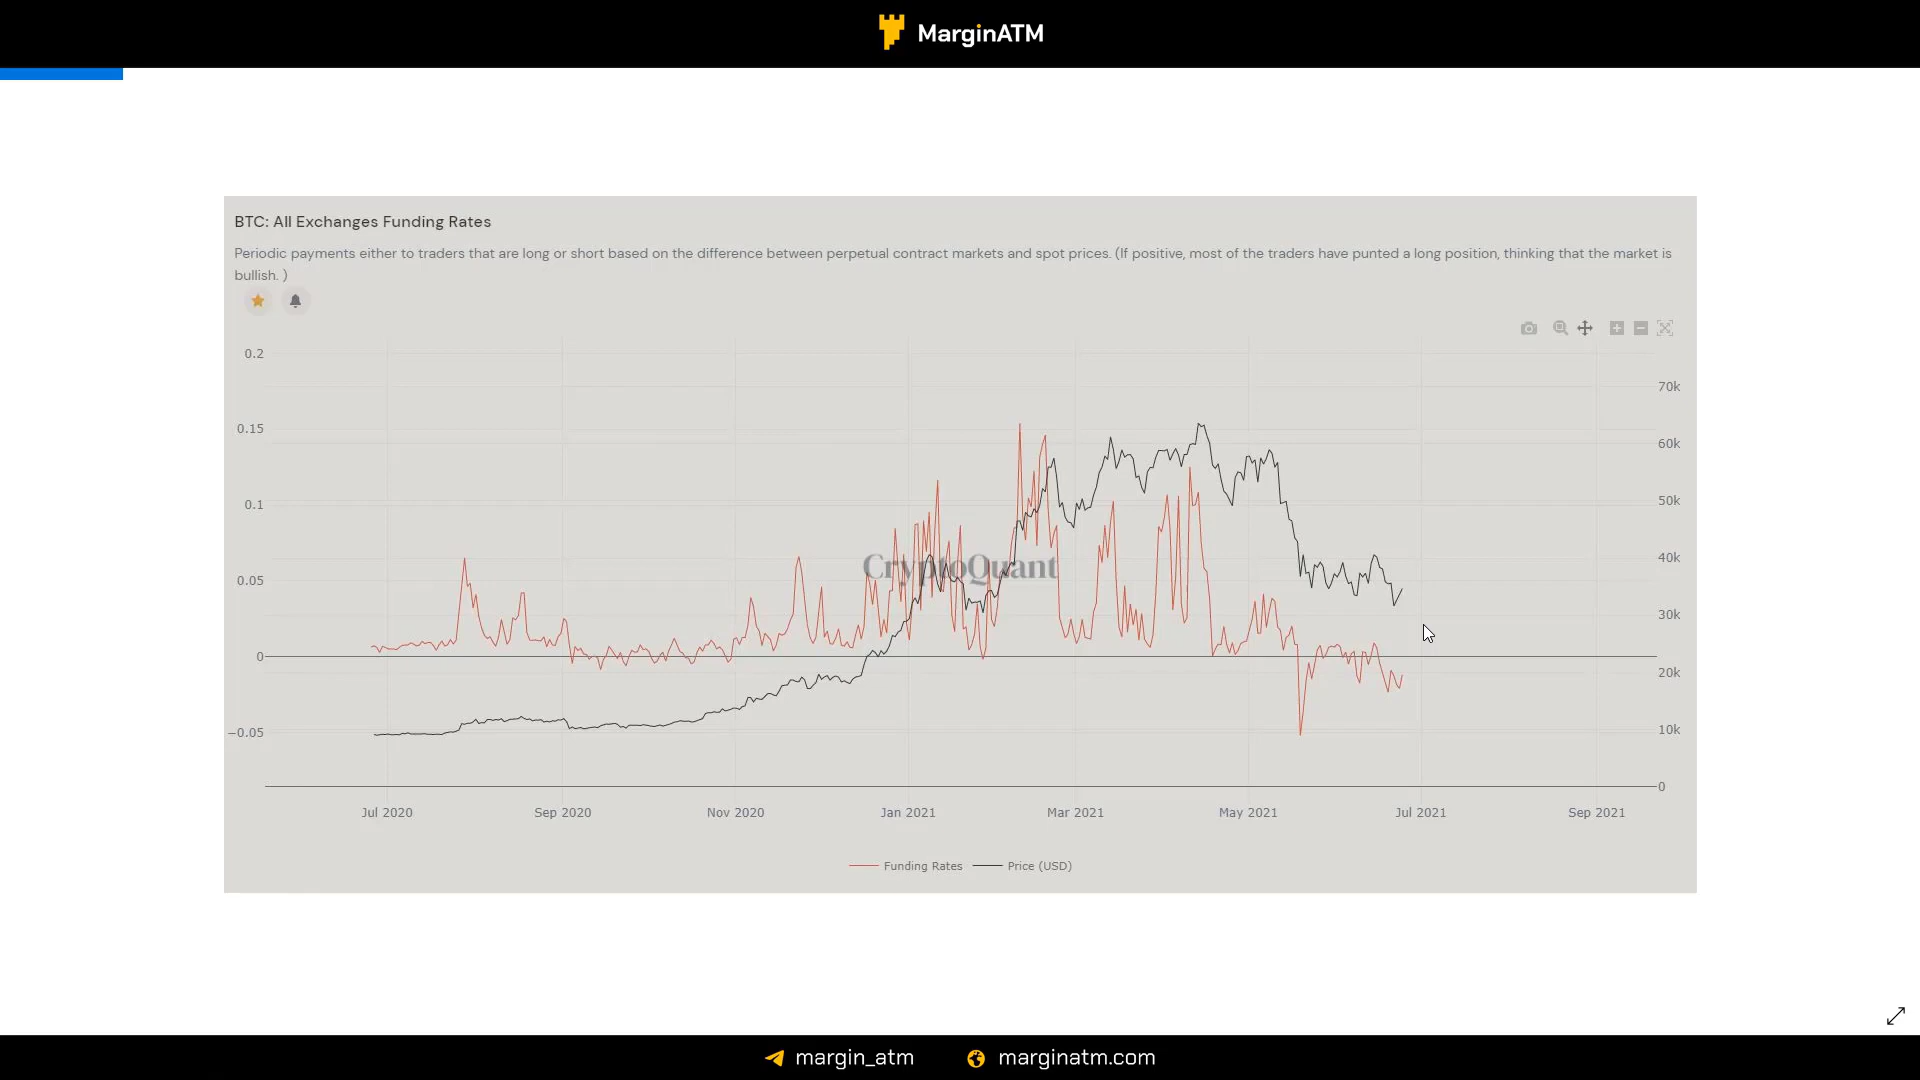 MarginATM
BTC: All Exchanges Funding Rates
Periodic payments either to traders that are long or short based on the difference between perpetual contract markets and spot prices. (If positive, most of the traders have punted a long position, thinking that the market is
bullish. )
0.2
70k
0.15
60k
0.1
50k
CryptoQuant
40k
0.05
30k
0
20k
−0.05
10k
0
Jul 2020 Sep 2020 Nov 2020 Jan 2021 Mar 2021 May 2021 Jul 2021 Sep 2021
Funding Rates Price (USD)
margin_atm marginatm.com